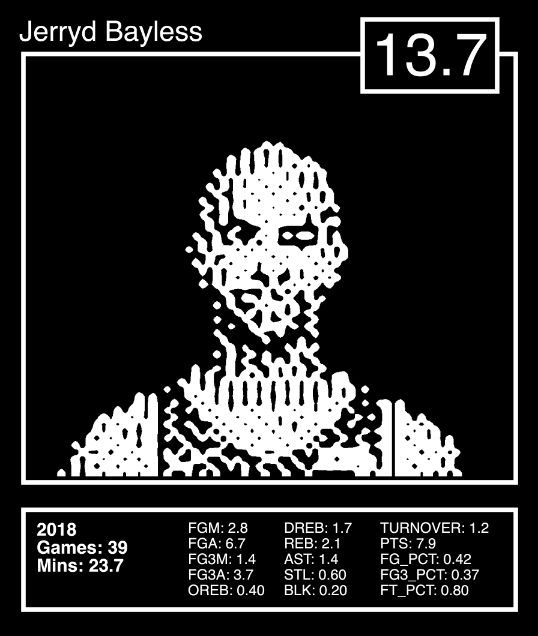 Jerryd Bayless
13.7
2018
Games: 39
Mins: 23.7
FGM: 2.8
FGA: 6.7
FG3M: 1.4
FG3A: 3.7
OREB: 0.40
DREB: 1.7
REB: 2.1
AST: 1.4
STL: 0.60
BLK: 0.20
TURNOVER: 1.2
PTS: 7.9
FG_PCT: 0.42
FG3_PCT: 0.37
FT_PCT: 0.80